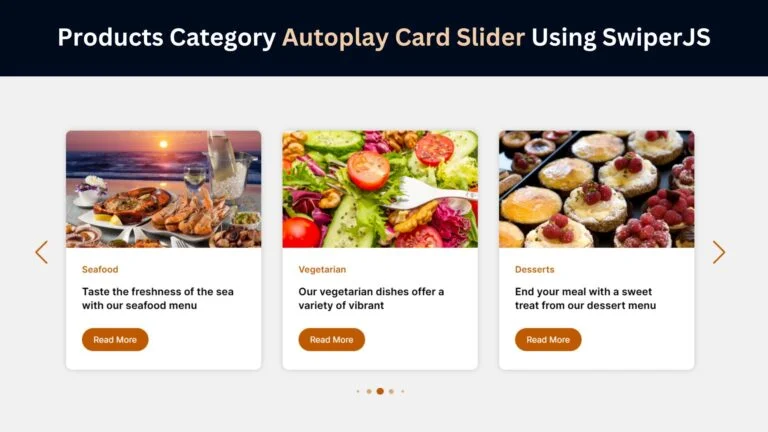 Products Category Autoplay Card Slider Using SwiperJS
Seafood
Taste the freshness of the sea
with our seafood menu
Read More
Vegetarian
Our vegetarian dishes offer a
variety of vibrant
Read More
Desserts
End your meal with a sweet
treat from our dessert menu
Read More